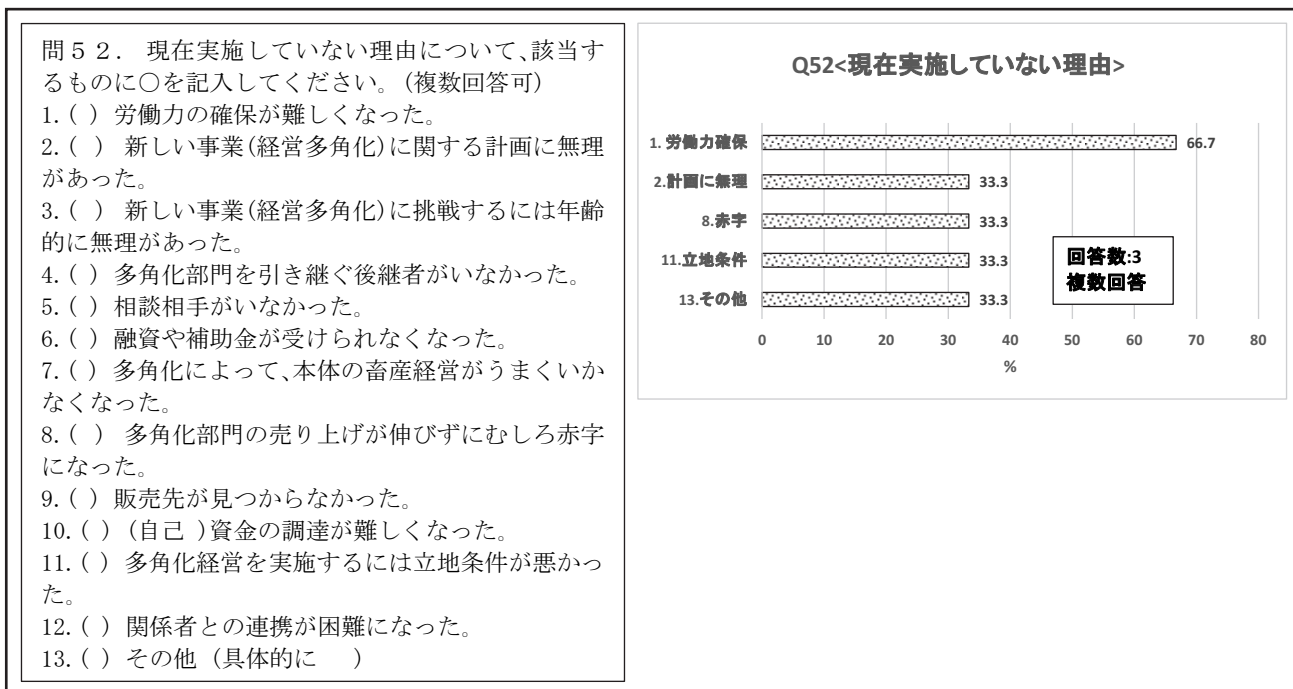 問５２． 現在実施していない理由について、該当す
るものに○を記入してください。(複数回答可)
1. ( ) 労働力の確保が難しくなった。
2. ( ) 新しい事業(経営多角化)に関する計画に無理
があった。
3. ( ) 新しい事業(経営多角化)に挑戦するには年齢
的に無理があった。
4. ( ) 多角化部門を引き継ぐ後継者がいなかった。
5. ( ) 相談相手がいなかった。
6. ( ) 融資や補助金が受けられなくなった。
7. ( ) 多角化によって、本体の畜産経営がうまくいか
なくなった。
8. ( ) 多角化部門の売り上げが伸びずにむしろ赤字
になった。
9. ( ) 販売先が見つからなかった。
10. ( ) (自己 )資金の調達が難しくなった。
11. ( ) 多角化経営を実施するには立地条件が悪かっ
た。
12. ( ) 関係者との連携が困難になった。
13. ( ) その他 (具体的に )
Q52<現在実施していない理由>
1. 労働力確保 66.7
2.計画に無理 33.3
8.赤字 33.3
11.立地条件 33.3
13.その他 33.3
回答数:3
複数回答
0 10 20 30 40 50 60 70 80
%